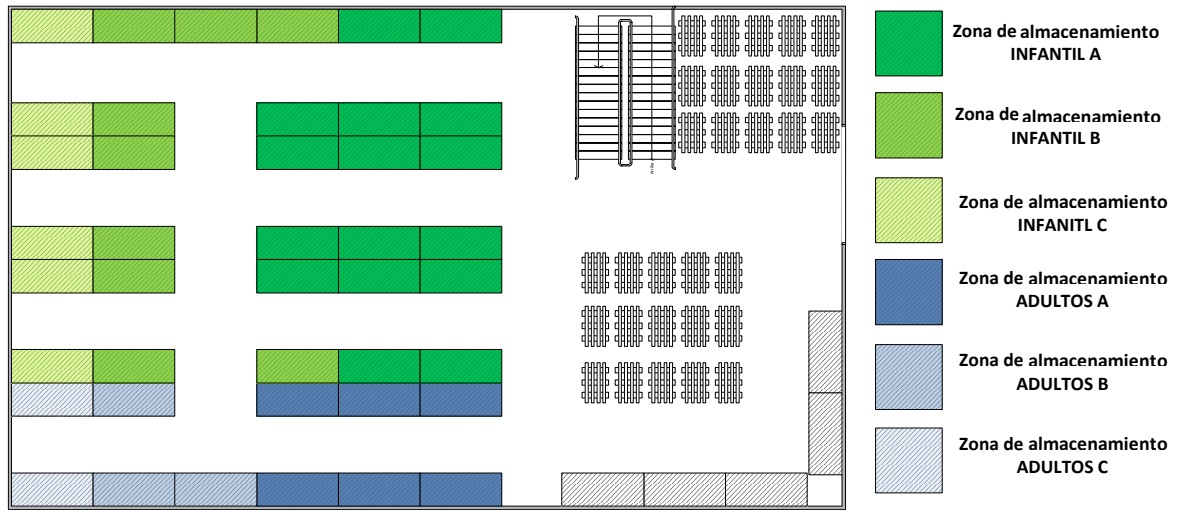 Zona de almacenamiento
INFANTIL A
Zona de almacenamiento
INFANTIL B
Zona de almacenamiento
INFANITL C
Zona de almacenamiento
ADULTOS A
Zona de almacenamiento
ADULTOS B
Zona de almacenamiento
ADULTOS C
Arriba